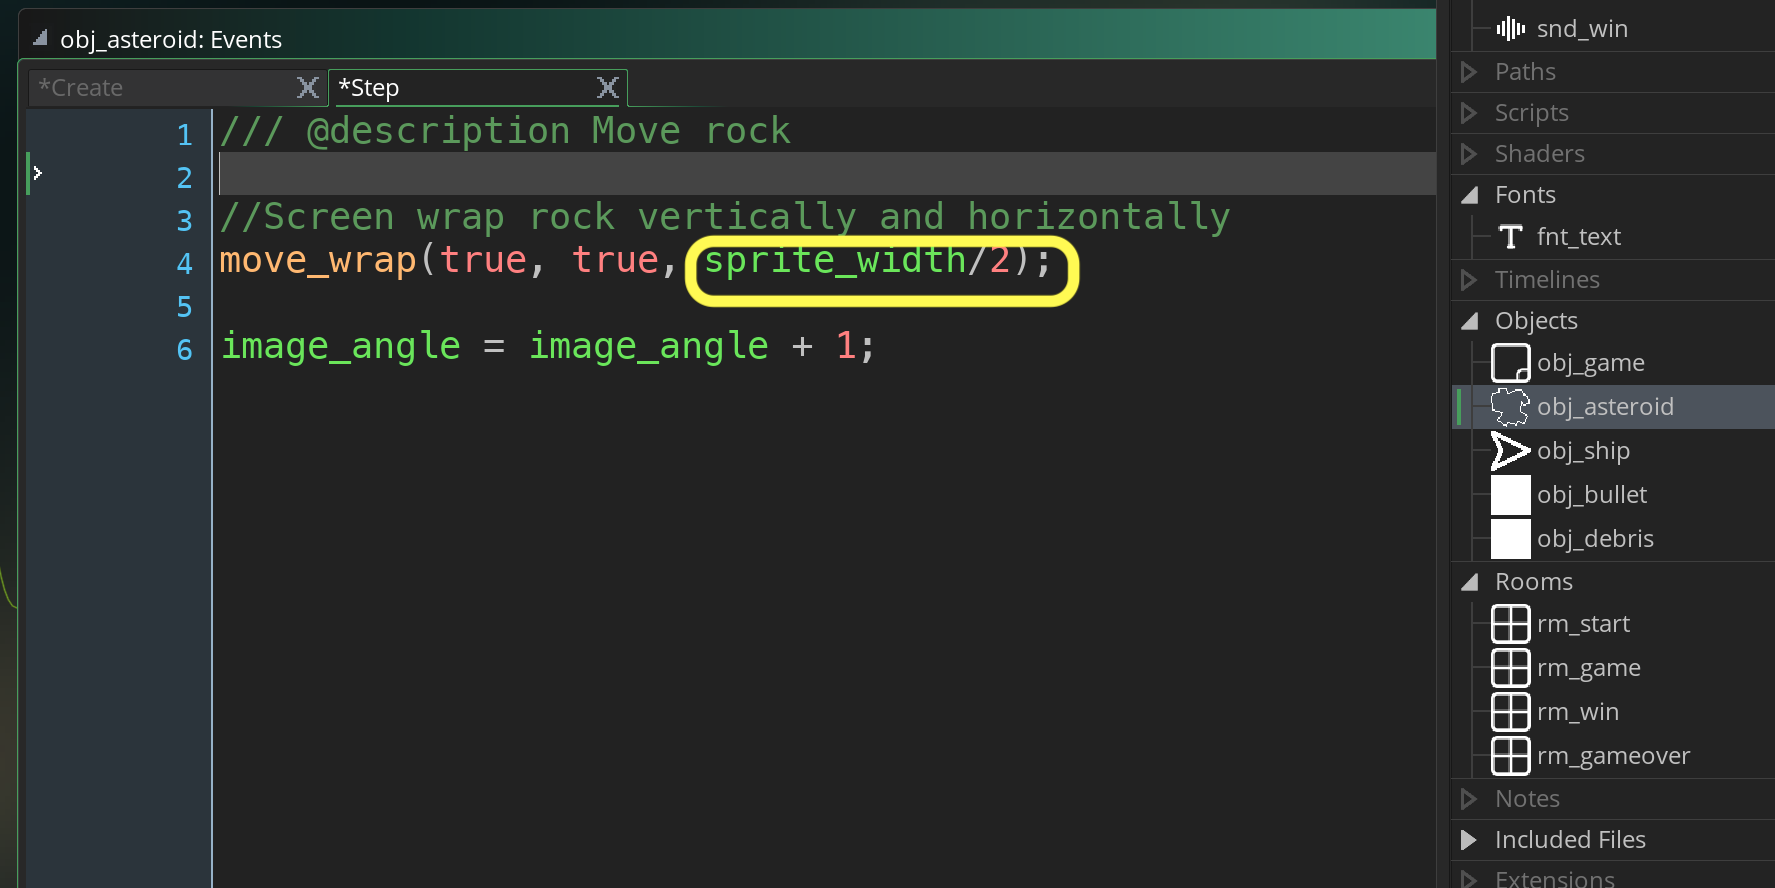 obj_asteroid: Events
*Create
*Step
1 /// @description Move rock
2
3 //Screen wrap rock vertically and horizontally
4 move_wrap(true, true, sprite_width/2);
5
6 image_angle = image_angle + 1;
snd_win
Paths
Scripts
Shaders
Fonts
fnt_text
Timelines
Objects
obj_game
obj_asteroid
obj_ship
obj_bullet
obj_debris
Rooms
rm_start
rm_game
rm_win
rm_gameover
Notes
Included Files
Extensions